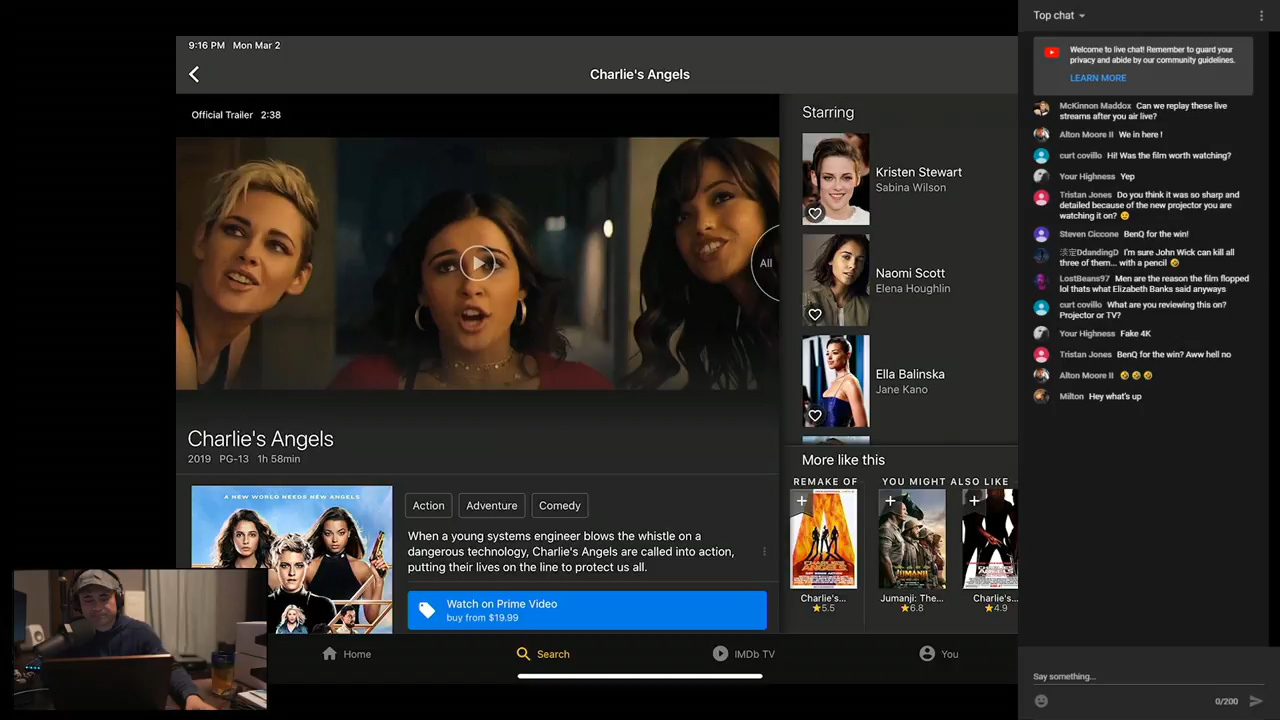 9:16 PM Mon Mar 2
Charlie's Angels
Official Trailer 2:38
All
Charlie's Angels
2019 PG-13 1h 58min
A NEW WORLD NEEDS NEW ANGELS
Action
Adventure
Comedy
When a young systems engineer blows the whistle on a
dangerous technology, Charlie's Angels are called into action,
putting their lives on the line to protect us all.
Watch on Prime Video
buy from $19.99
Starring
Kristen Stewart
Sabina Wilson
Naomi Scott
Elena Houghlin
Ella Balinska
Jane Kano
More like this
REMAKE OF
YOU MIGHT ALSO LIKE
Charlie's...
5.5
Jumanji: The...
6.8
Charlie's...
4.9
Home
Search
IMDb TV
You
Top chat
Welcome to live chat! Remember to guard your
privacy and abide by our community guidelines.
LEARN MORE
McKinnon Maddox Can we replay these live
streams after you air live?
Alton Moore II We in here !
curt covillo Hi! Was the film worth watching?
Your Highness Yep
Tristan Jones Do you think it was so sharp and
detailed because of the new projector you are
watching it on?
Steven Ciccone BenQ for the win!
淡定DdandingD I'm sure John Wick can kill all
three of them... with a pencil
LostBeans97 Men are the reason the film flopped
lol thats what Elizabeth Banks said anyways
curt covillo What are you reviewing this on?
Projector or TV?
Your Highness Fake 4K
Tristan Jones BenQ for the win? Aww hell no
Alton Moore II
Milton Hey what's up
Say something...
0/200